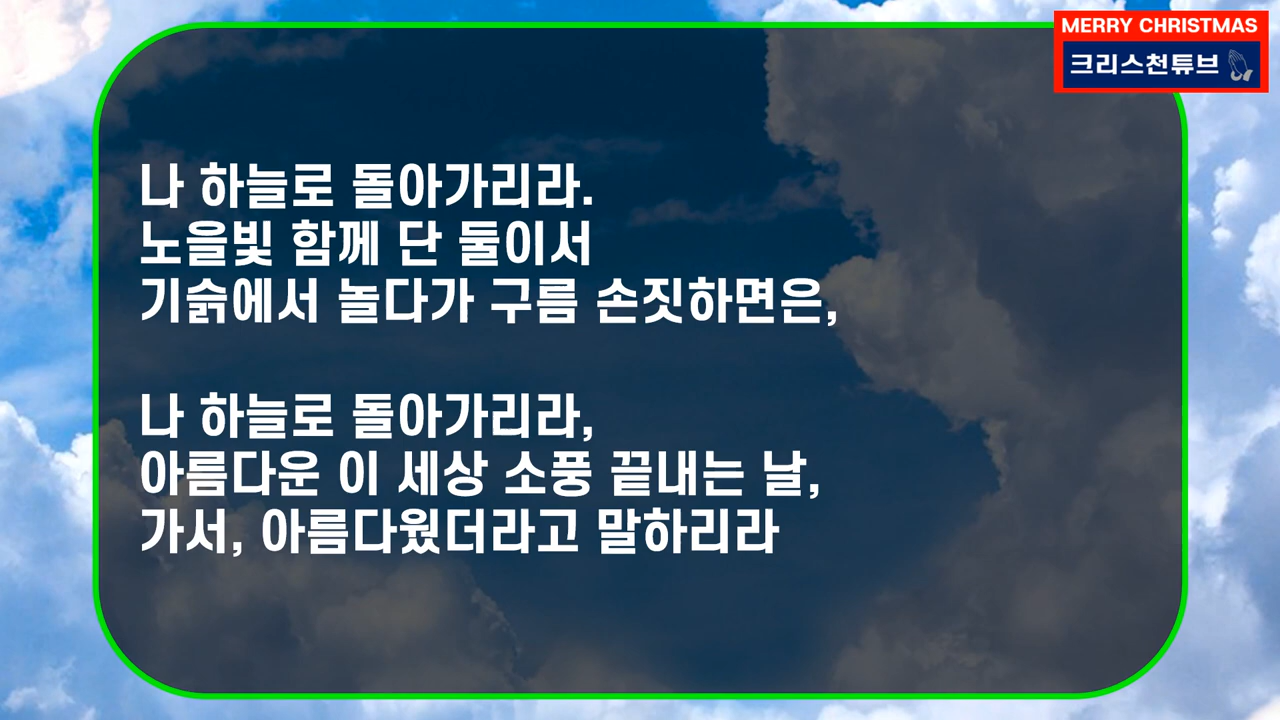 MERRY CHRISTMAS
크리스천튜브
나 하늘로 돌아가리라.
노을빛 함께 단 둘이서
기슭에서 놀다가 구름 손짓하면은,
나 하늘로 돌아가리라,
아름다운 이 세상 소풍 끝내는 날,
가서, 아름다웠더라고 말하리라